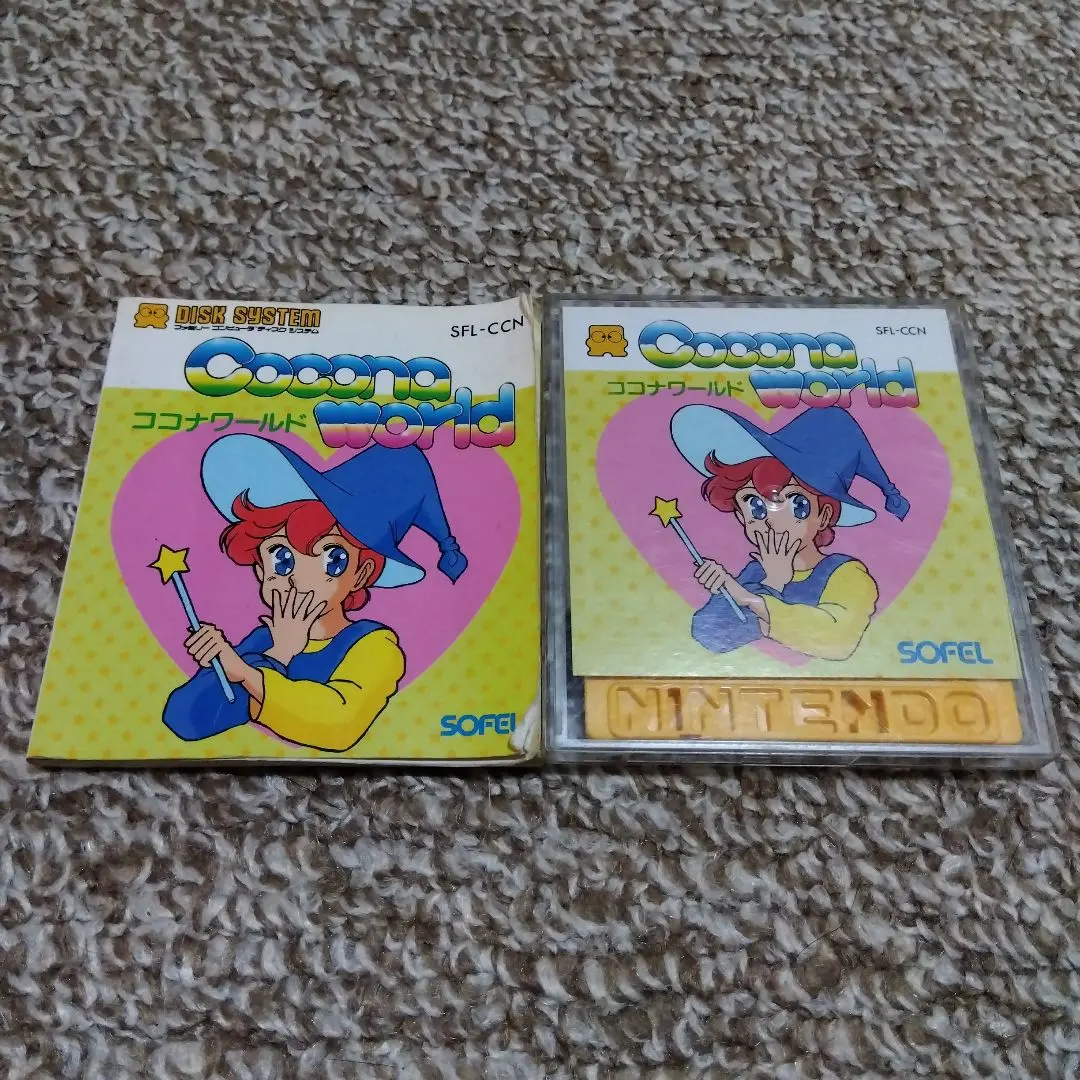 DISK SYSTEM
ファミリー コンピュータ ディスク システム
SFL-CCN
Cocona
ココナワールド
world
SOFEL
SFL-CCN
Cocona
ココナワールド
world
SOFEL
NINTENDO